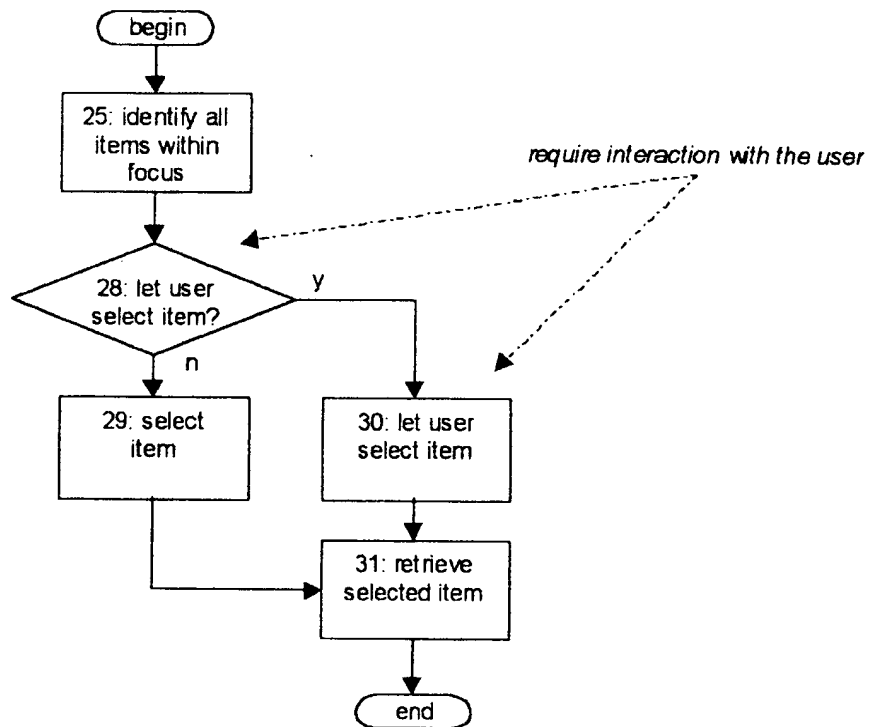 begin
25: identify all
items within
focus
require interaction with the user
28: let user
select item?
y
n
29: select
item
30: let user
select item
31: retrieve
selected item
end